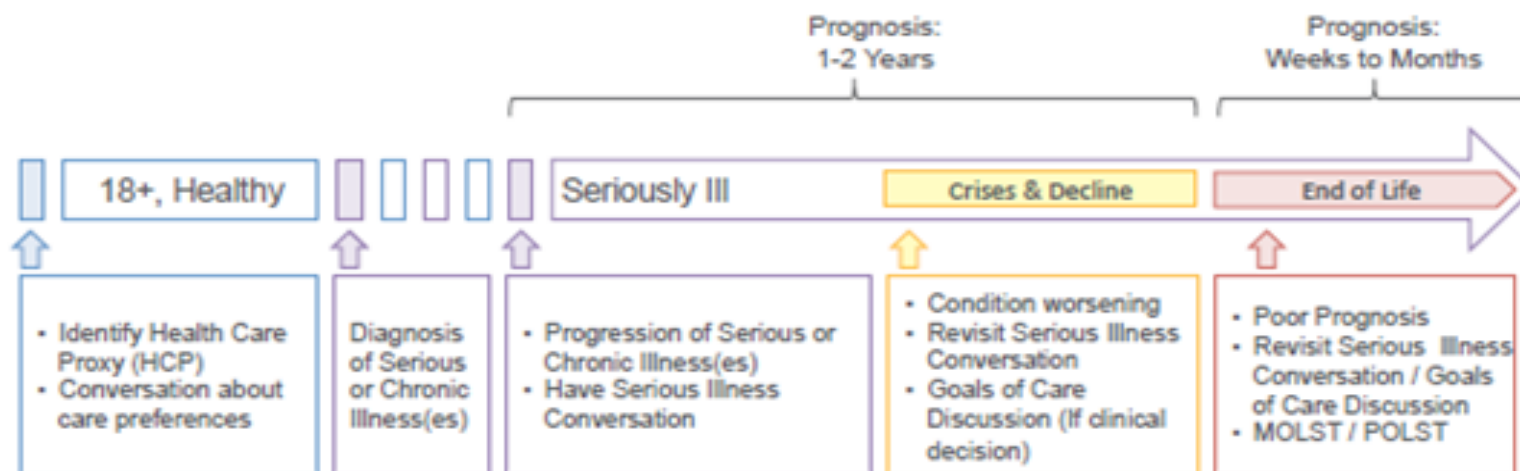 Prognosis:
1-2 Years
Prognosis:
Weeks to Months
18+, Healthy
Seriously Ill
Crises & Decline
End of Life
• Identify Health Care
Proxy (HCP)
• Conversation about
care preferences
Diagnosis
of Serious
or Chronic
Illness(es)
• Progression of Serious or
Chronic Illness(es)
• Have Serious Illness
Conversation
• Condition worsening
• Revisit Serious Illness
Conversation
• Goals of Care
Discussion (If clinical
decision)
• Poor Prognosis
• Revisit Serious Illness
Conversation / Goals
of Care Discussion
• MOLST / POLST